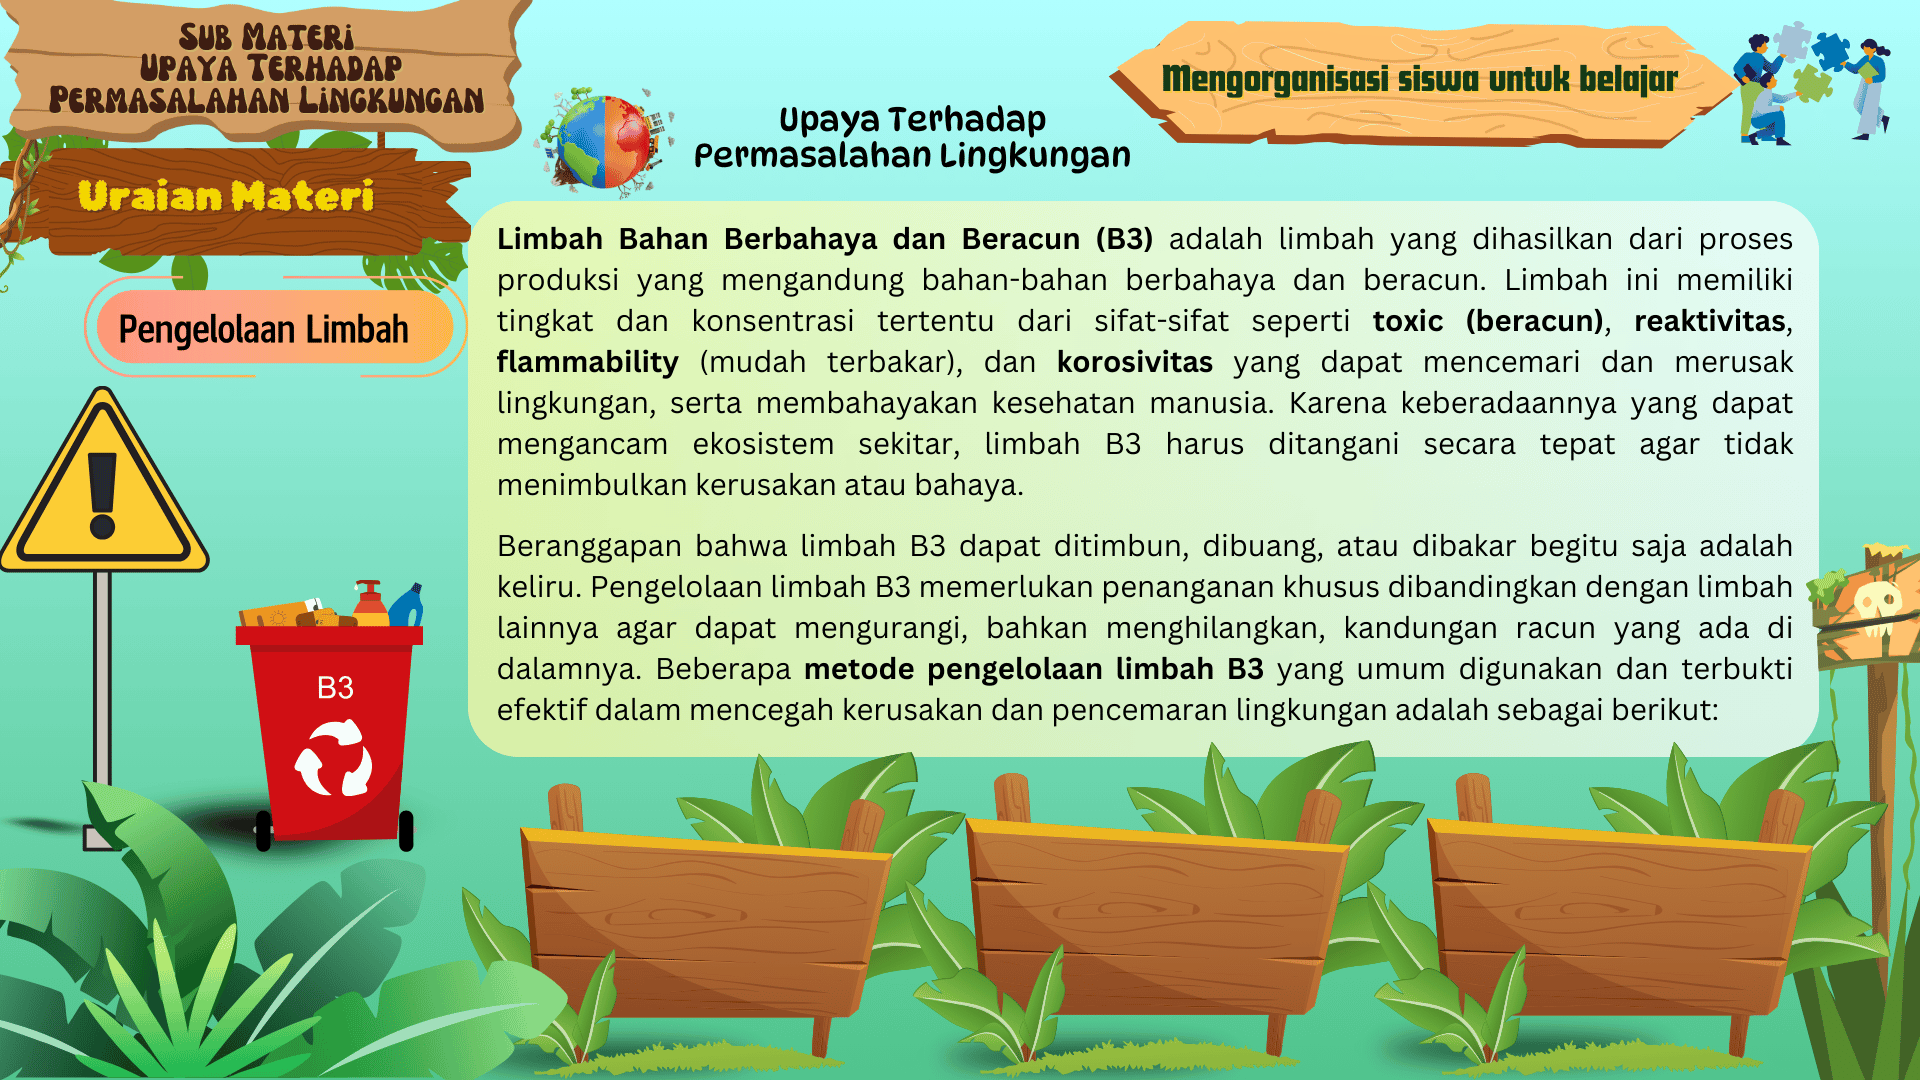 Sub Materi
Upaya Terhadap
Permasalahan Lingkungan
Uraian Materi
Pengelolaan Limbah
Upaya Terhadap
Permasalahan Lingkungan
Mengorganisasi siswa untuk belajar
Limbah Bahan Berbahaya dan Beracun (B3) adalah limbah yang dihasilkan dari proses
produksi yang mengandung bahan-bahan berbahaya dan beracun. Limbah ini memiliki
tingkat dan konsentrasi tertentu dari sifat-sifat seperti toxic (beracun), reaktivitas,
flammability (mudah terbakar), dan korosivitas yang dapat mencemari dan merusak
lingkungan, serta membahayakan kesehatan manusia. Karena keberadaannya yang dapat
mengancam ekosistem sekitar, limbah B3 harus ditangani secara tepat agar tidak
menimbulkan kerusakan atau bahaya.
Beranggapan bahwa limbah B3 dapat ditimbun, dibuang, atau dibakar begitu saja adalah
keliru. Pengelolaan limbah B3 memerlukan penanganan khusus dibandingkan dengan limbah
lainnya agar dapat mengurangi, bahkan menghilangkan, kandungan racun yang ada di
dalamnya. Beberapa metode pengelolaan limbah B3 yang umum digunakan dan terbukti
efektif dalam mencegah kerusakan dan pencemaran lingkungan adalah sebagai berikut:
B3